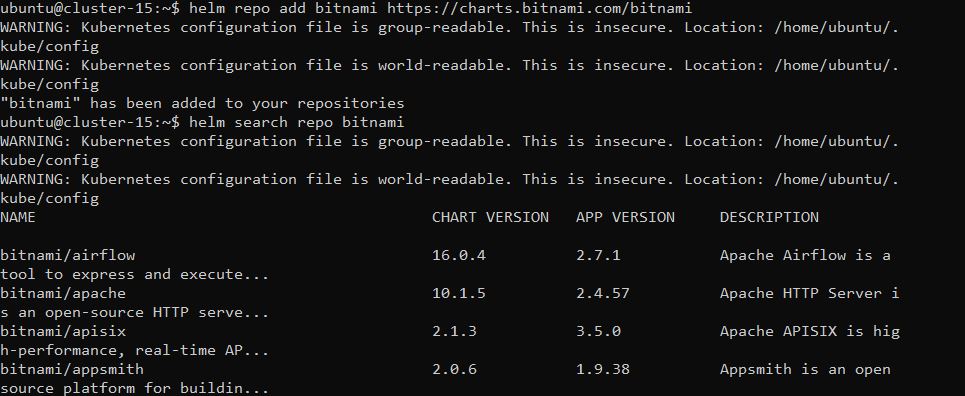 ubuntu@cluster-15:~$ helm repo add bitnami https://charts.bitnami.com/bitnami
WARNING: Kubernetes configuration file is group-readable. This is insecure. Location: /home/ubuntu/.
kube/config
WARNING: Kubernetes configuration file is world-readable. This is insecure. Location: /home/ubuntu/.
kube/config
"bitnami" has been added to your repositories
ubuntu@cluster-15:~$ helm search repo bitnami
WARNING: Kubernetes configuration file is group-readable. This is insecure. Location: /home/ubuntu/.
kube/config
WARNING: Kubernetes configuration file is world-readable. This is insecure. Location: /home/ubuntu/.
kube/config
NAME CHART VERSION APP VERSION DESCRIPTION
bitnami/airflow 16.0.4 2.7.1 Apache Airflow is a
tool to express and execute...
bitnami/apache 10.1.5 2.4.57 Apache HTTP Server i
s an open-source HTTP serve...
bitnami/apisix 2.1.3 3.5.0 Apache APISIX is hig
h-performance, real-time AP...
bitnami/appsmith 2.0.6 1.9.38 Appsmith is an open
source platform for buildin...